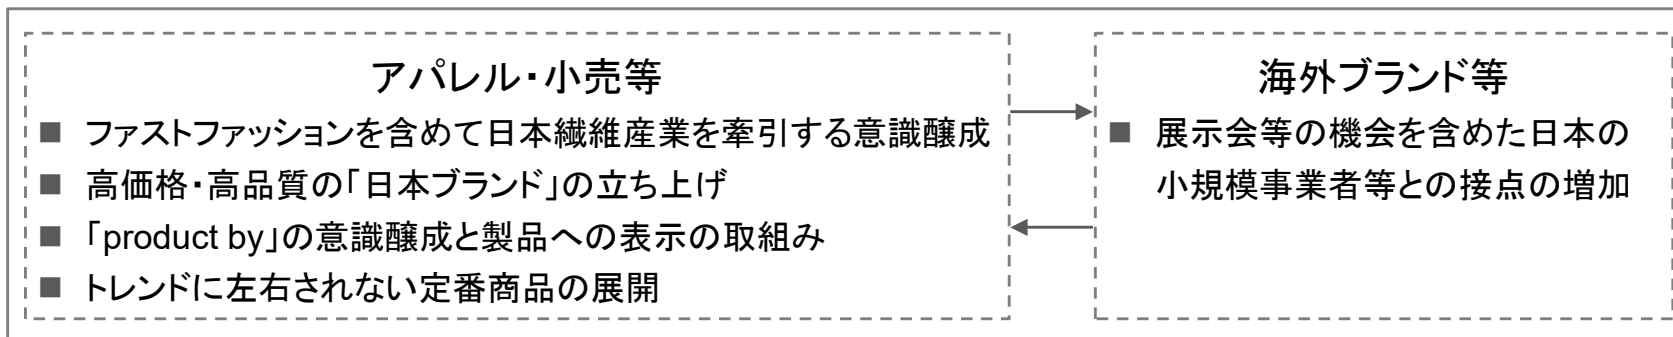 アパレル・小売等
■ ファストファッションを含めて日本繊維産業を牽引する意識醸成
■ 高価格・高品質の「日本ブランド」の立ち上げ
■ 「product by」の意識醸成と製品への表示の取組み
■ トレンドに左右されない定番商品の展開
海外ブランド等
■ 展示会等の機会を含めた日本の
小規模事業者等との接点の増加